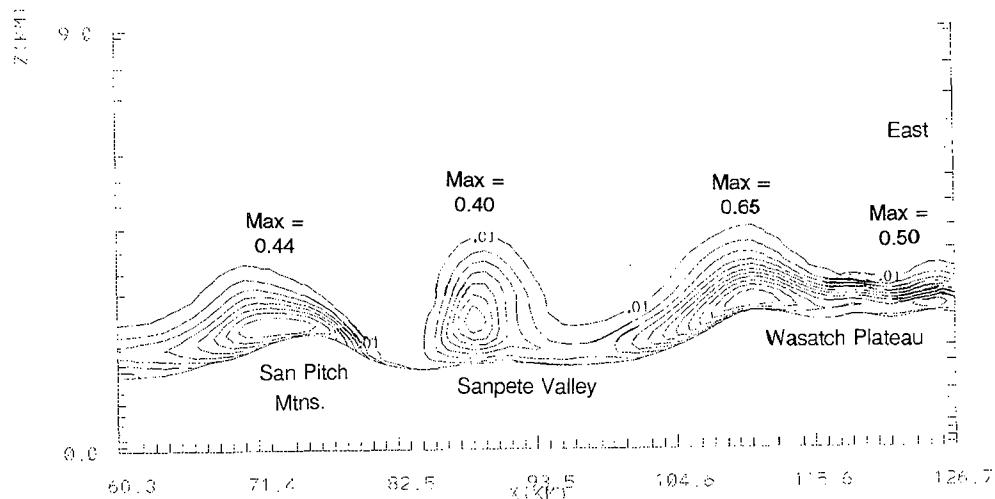 Z(KM)
9.0
East
Max =
0.40
Max =
0.65
Max =
0.44
Max =
0.50
.01
.01
.01
.01
Wasatch Plateau
San Pitch
Mtns.
Sanpete Valley
0.0
60.3 71.4 82.5 93.5 104.6 115.6 126.7
X(KM)